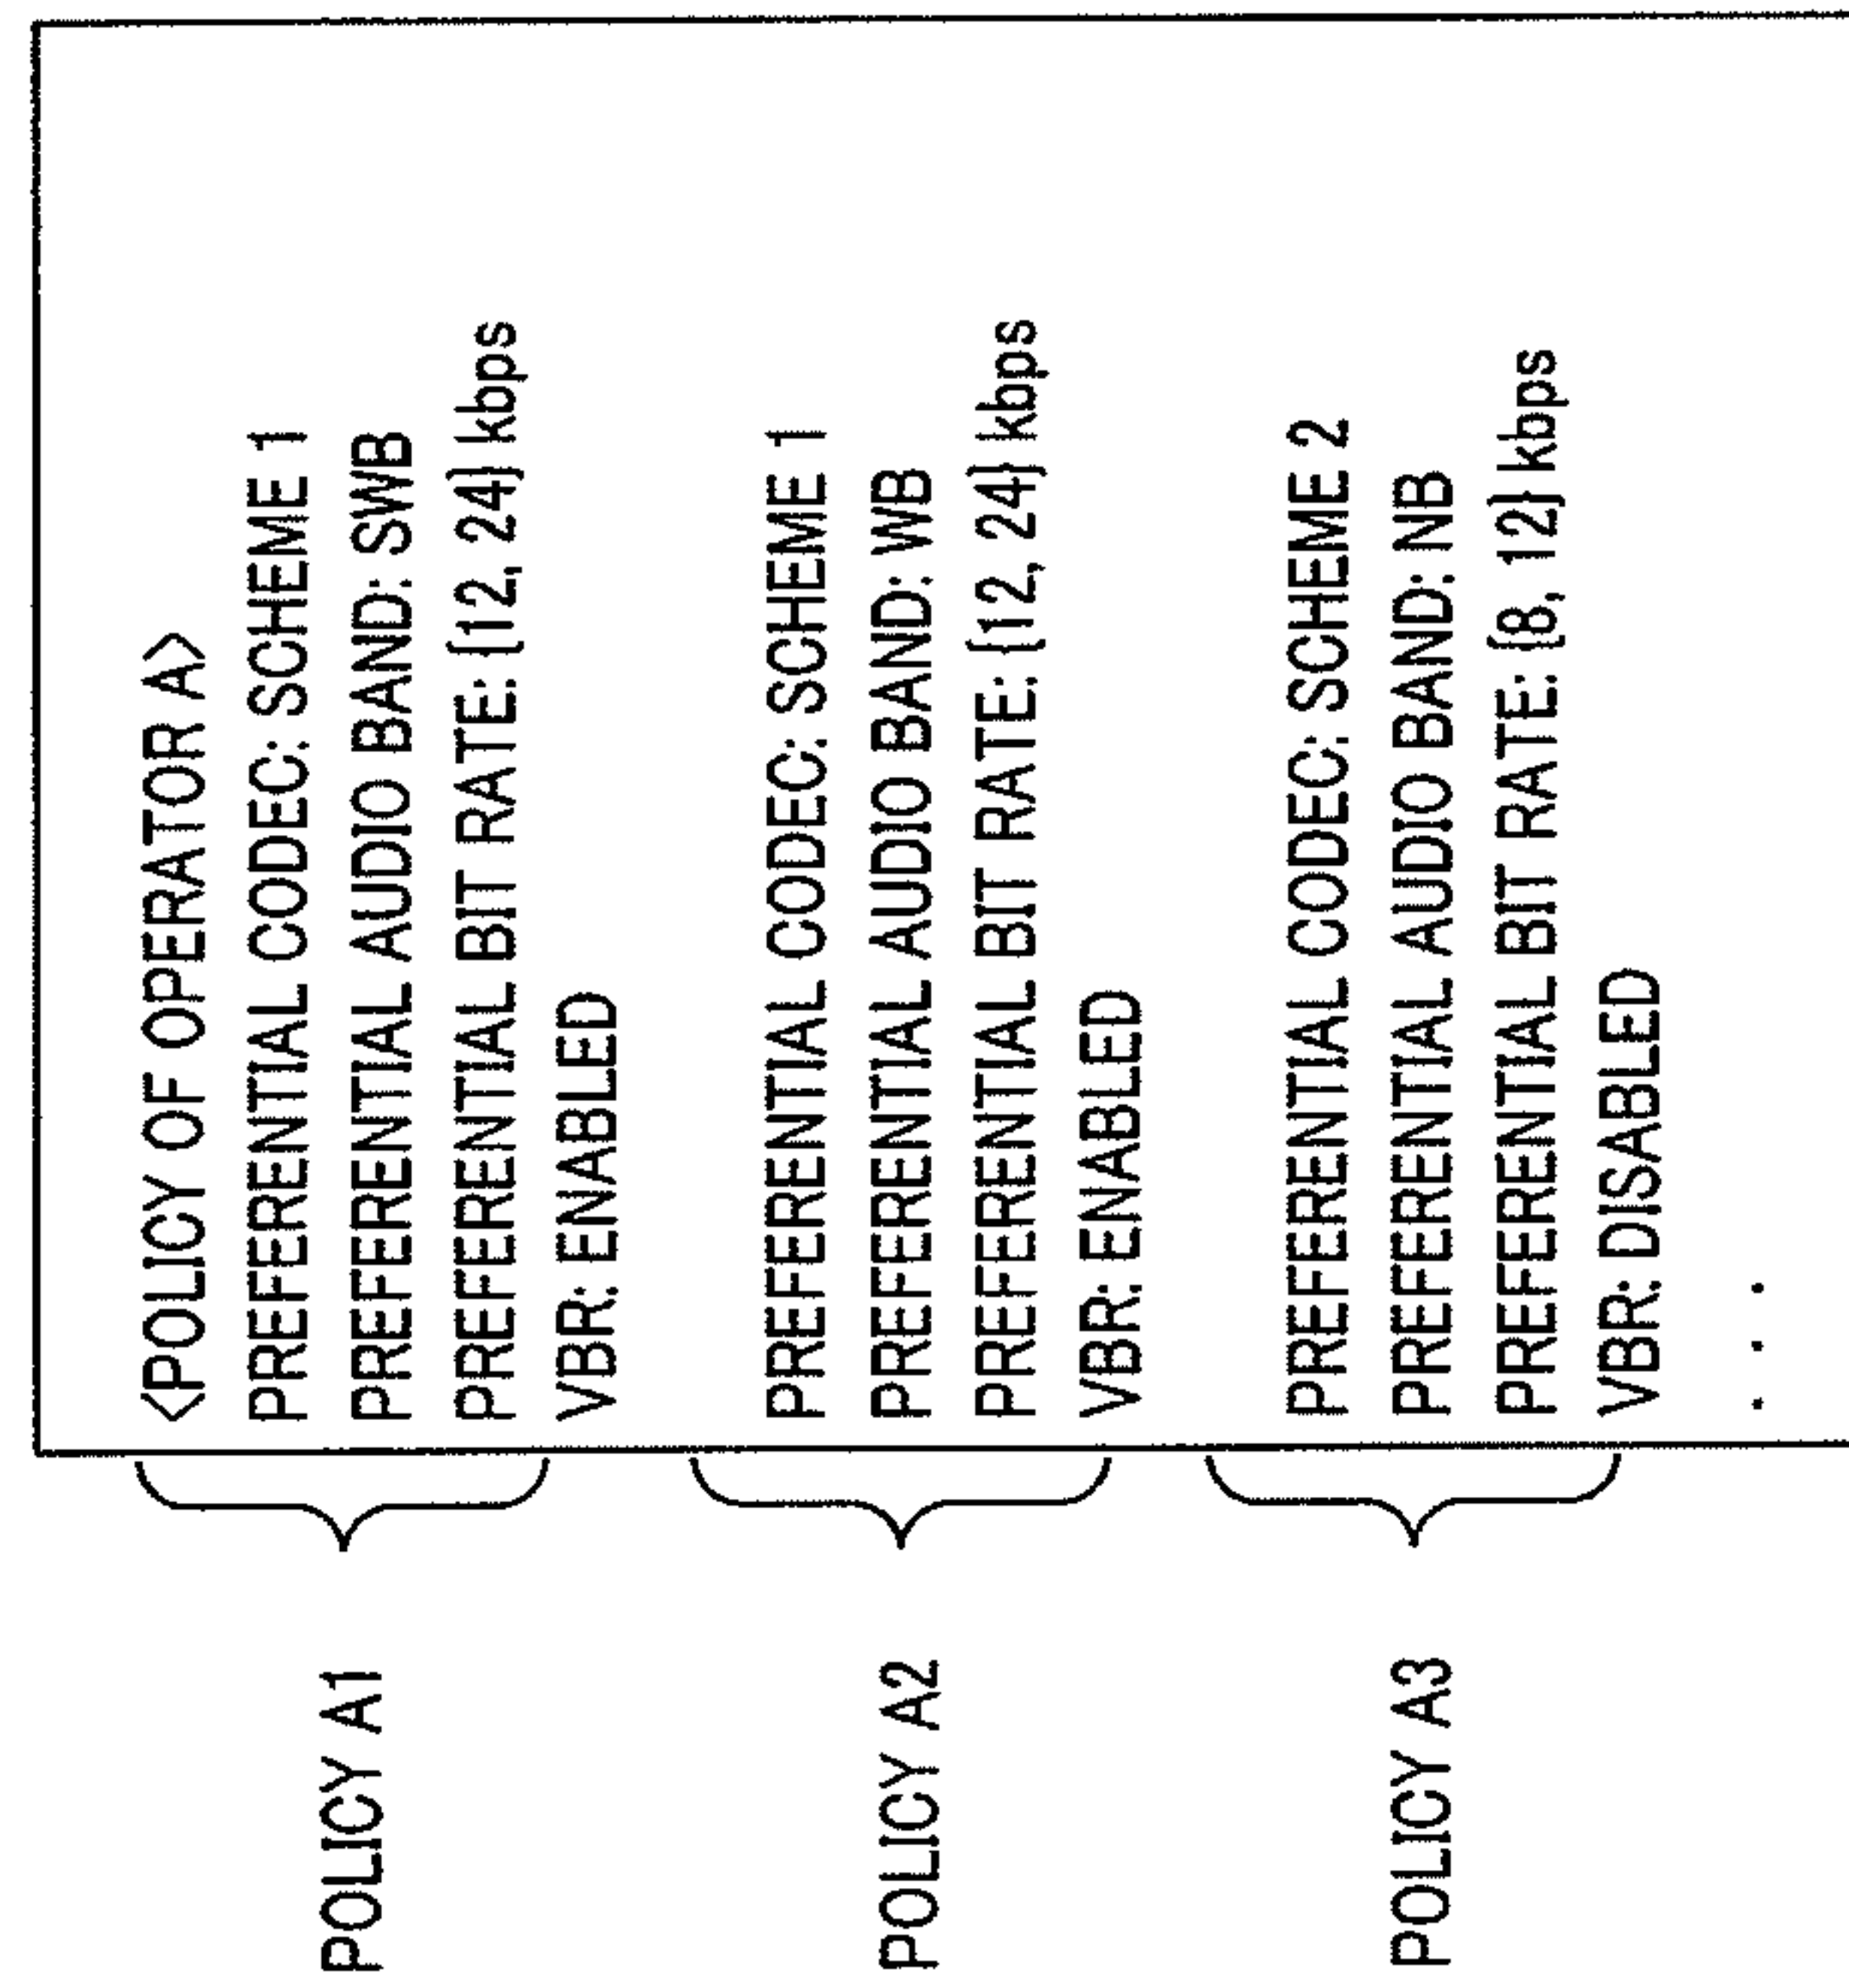 <POLICY OF OPERATOR A>
POLICY A1
PREFERENTIAL CODEC: SCHEME 1
PREFERENTIAL AUDIO BAND: SWB
PREFERENTIAL BIT RATE: {12, 24} kbps
VBR: ENABLED
POLICY A2
PREFERENTIAL CODEC: SCHEME 1
PREFERENTIAL AUDIO BAND: WB
PREFERENTIAL BIT RATE: {12, 24} kbps
VBR: ENABLED
POLICY A3
PREFERENTIAL CODEC: SCHEME 2
PREFERENTIAL AUDIO BAND: NB
PREFERENTIAL BIT RATE: {8, 12} kbps
VBR: DISABLED
. . .